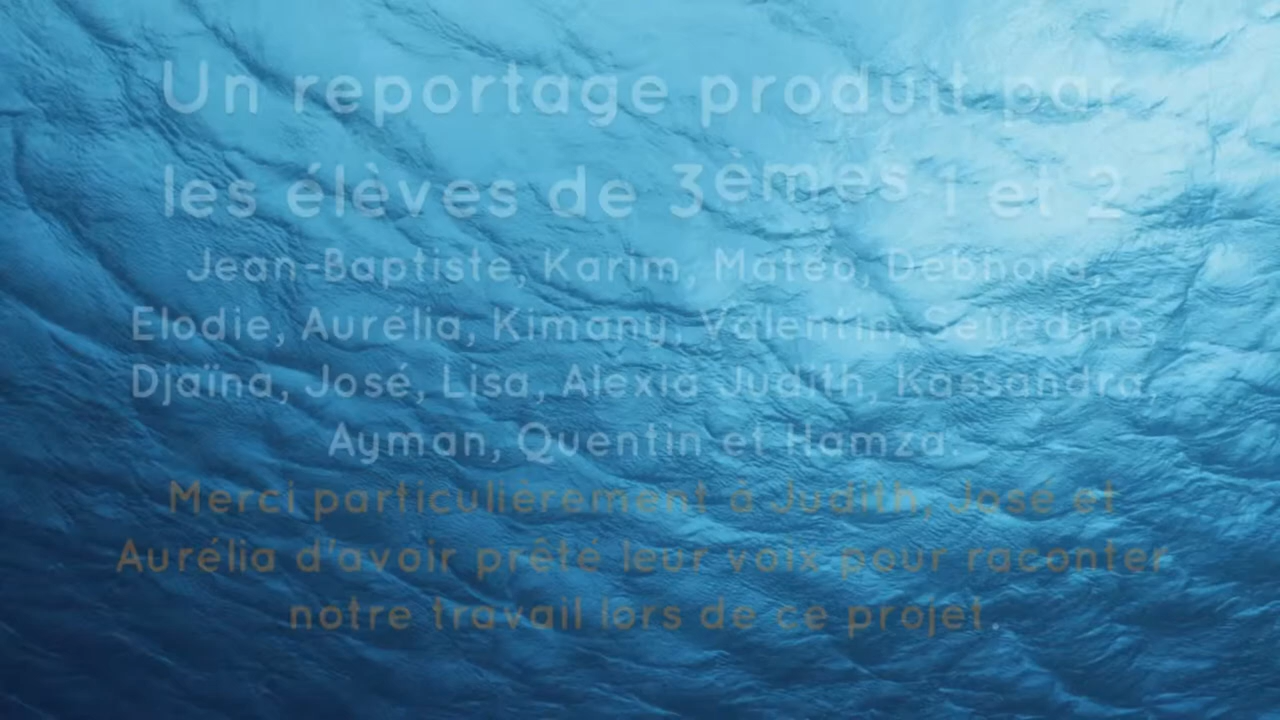 Un reportage produit par
les élèves de 3èmes 1 et 2
Jean-Baptiste, Karim, Matéo, Debhora,
Elodie, Aurélia, Kimany, Valentin,
Djaïna, José, Lisa, Alexia Judith, Kassandra,
Ayman, Quentin et Hamza.
Merci particulièrement à Judith, José et
Aurélia d'avoir prêté leur voix pour raconter
notre travail lors de ce projet.